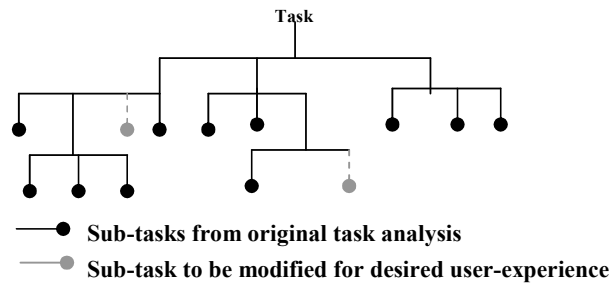 Task
Sub-tasks from original task analysis
Sub-task to be modified for desired user-experience